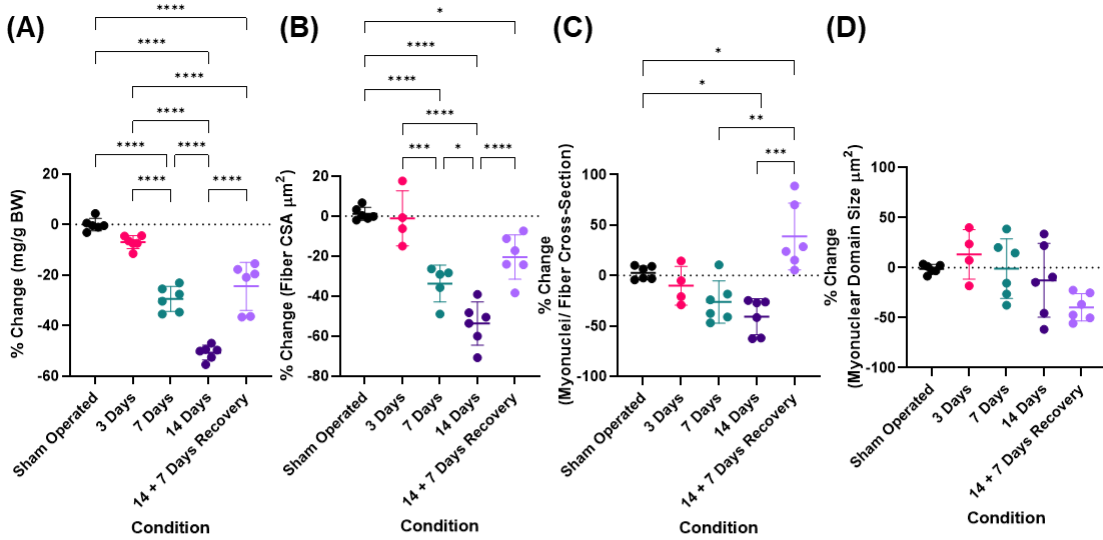 (A)
****
****
****
****
****
****
****
****
% Change (mg/g BW)
20
0
-20
-40
-60
Sham Operated
3 Days
7 Days
14 Days
14 + 7 Days Recovery
Condition
(B)
*
****
****
****
***
*
****
% Change (Fiber CSA µm²)
20
0
-20
-40
-60
-80
Sham Operated
3 Days
7 Days
14 Days
14 + 7 Days Recovery
Condition
(C)
*
*
**
***
% Change
(Myonuclei/ Fiber Cross-Section)
100
50
0
-50
-100
Sham Operated
3 Days
7 Days
14 Days
14 + 7 Days Recovery
Condition
(D)
% Change
(Myonuclear Domain Size µm²)
100
50
0
-50
-100
Sham Operated
3 Days
7 Days
14 Days
14 + 7 Days Recovery
Condition